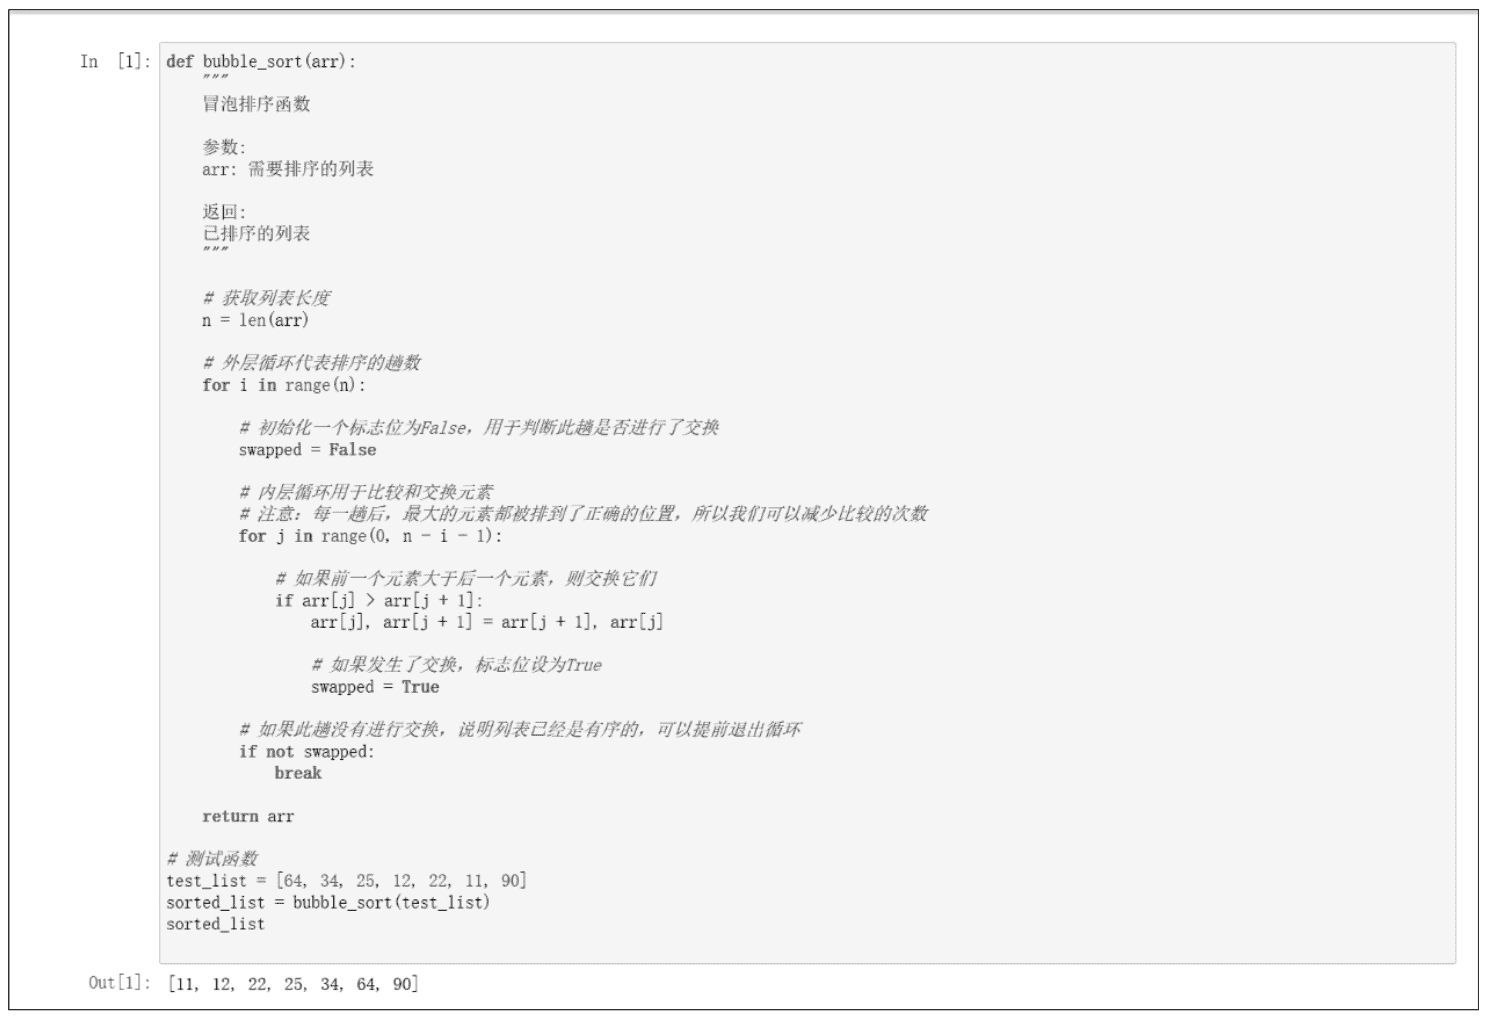 In [1]: def bubble_sort(arr):
"""
冒泡排序函数
参数:
arr: 需要排序的列表
返回:
已排序的列表
"""
# 获取列表长度
n = len(arr)
# 外层循环代表排序的趟数
for i in range(n):
# 初始化一个标志位为False，用于判断此趟是否进行了交换
swapped = False
# 内层循环用于比较和交换元素
# 注意：每一趟后，最大的元素都被排到了正确的位置，所以我们可以减少比较的次数
for j in range(0, n - i - 1):
# 如果前一个元素大于后一个元素，则交换它们
if arr[j] > arr[j + 1]:
arr[j], arr[j + 1] = arr[j + 1], arr[j]
# 如果发生了交换，标志位设为True
swapped = True
# 如果此趟没有进行交换，说明列表已经是有序的，可以提前退出循环
if not swapped:
break
return arr
# 测试函数
test_list = [64, 34, 25, 12, 22, 11, 90]
sorted_list = bubble_sort(test_list)
sorted_list
Out[1]: [11, 12, 22, 25, 34, 64, 90]